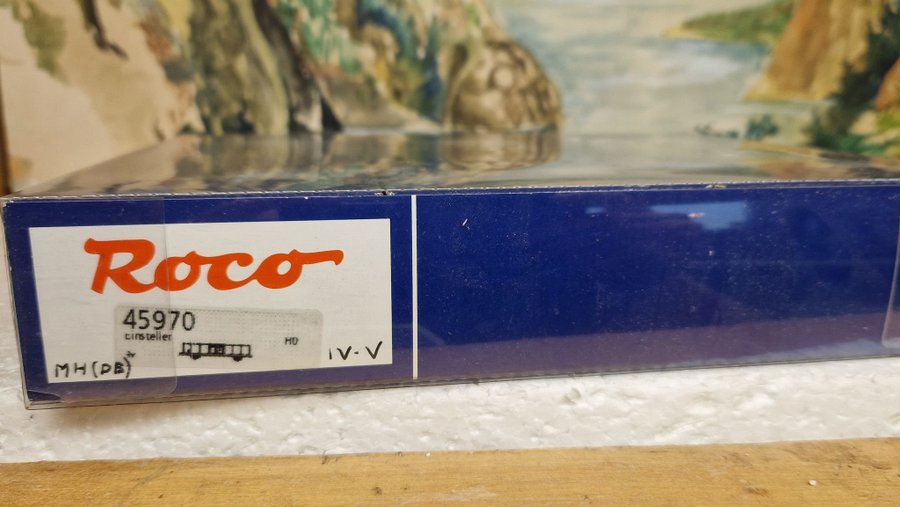 Roco
45970
Einsteller
HO
MH(DB)
IV-V